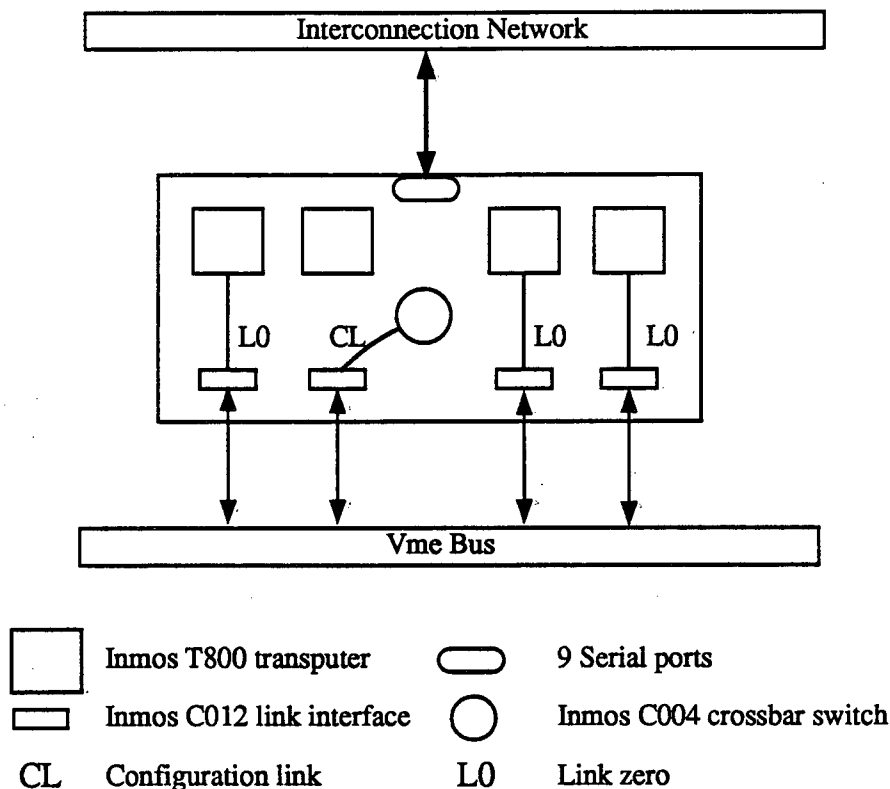 Interconnection Network
L0
CL
L0
L0
Vme Bus
Inmos T800 transputer
9 Serial ports
Inmos C012 link interface
Inmos C004 crossbar switch
CL Configuration link
L0 Link zero